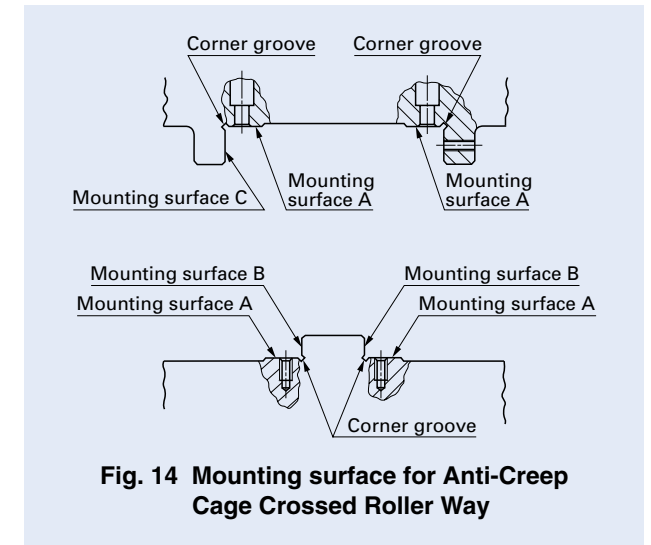 Corner groove Corner groove
Mounting surface C
Mounting
surface A
Mounting
surface A
Mounting surface B Mounting surface B
Mounting surface A Mounting surface A
Corner groove
Fig. 14 Mounting surface for Anti-Creep
Cage Crossed Roller Way